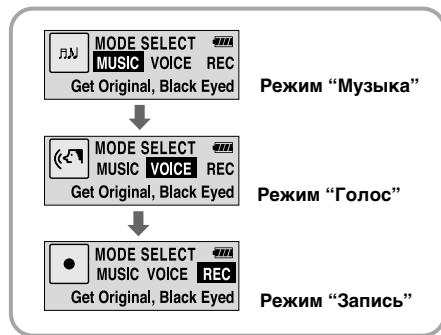 MODE SELECT
MUSIC VOICE REC
Get Original, Black Eyed
Режим “Музыка”
MODE SELECT
MUSIC VOICE REC
Get Original, Black Eyed
Режим “Голос”
MODE SELECT
MUSIC VOICE REC
Get Original, Black Eyed
Режим “Запись”